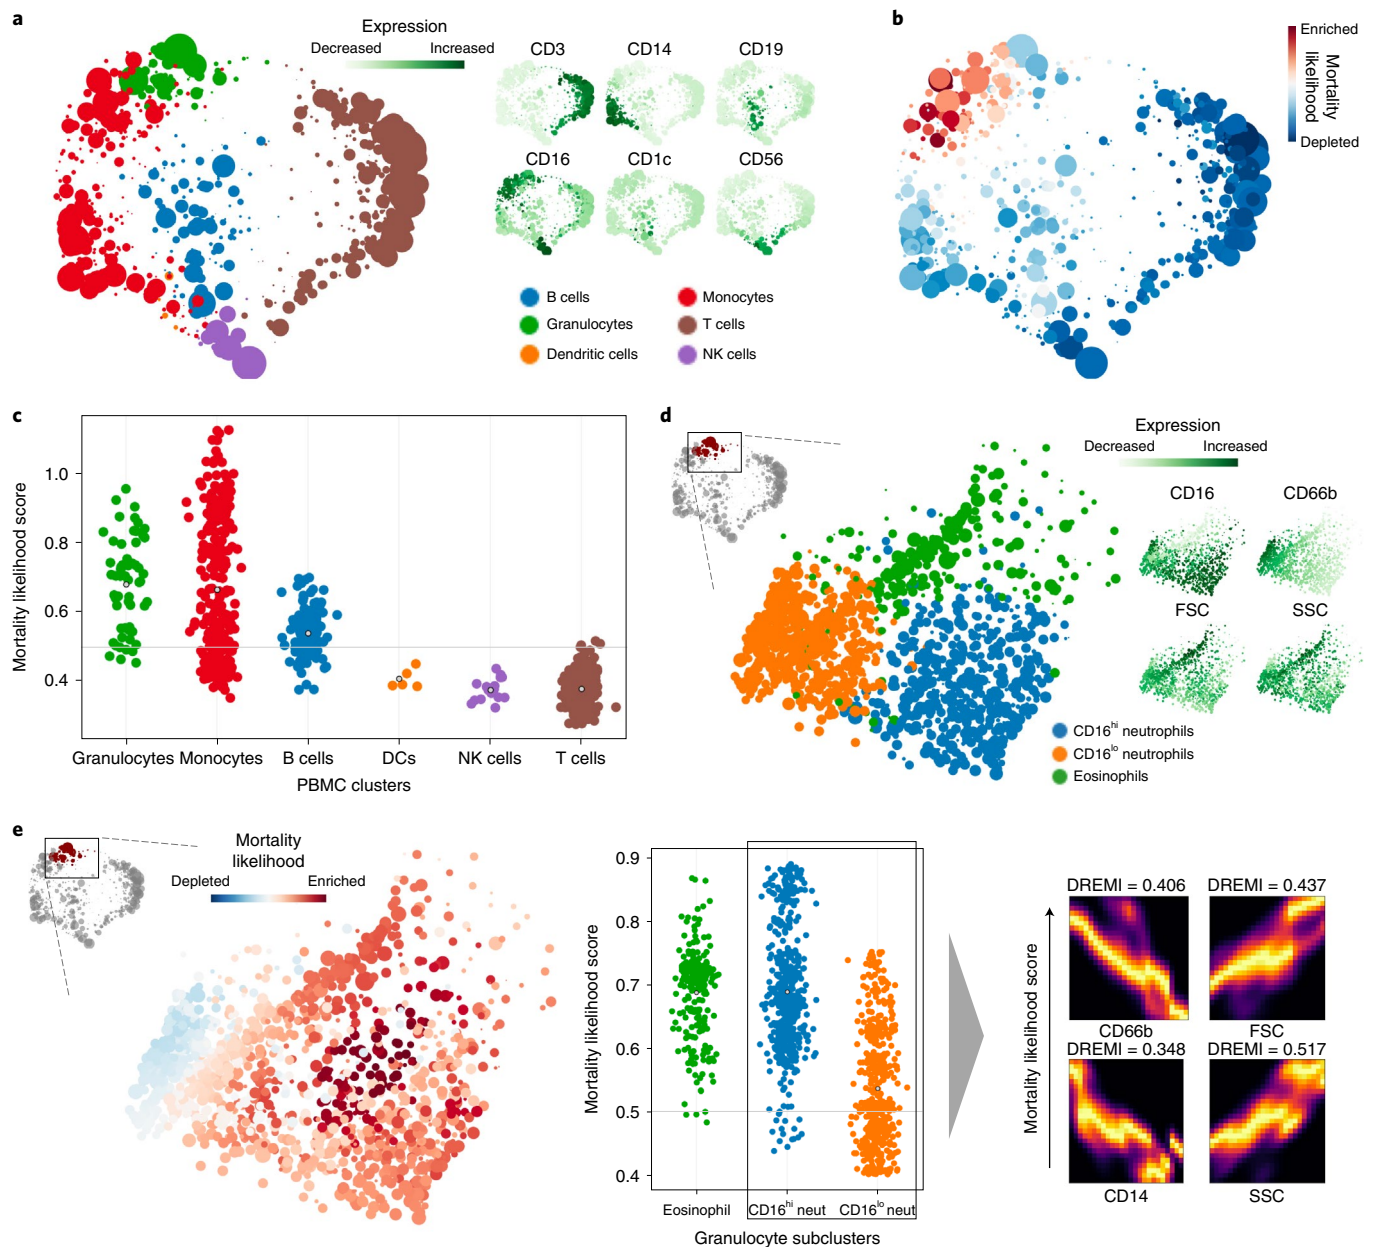 a
Expression
Decreased Increased
CD3 CD14 CD19
CD16 CD1c CD56
B cells Monocytes
Granulocytes T cells
Dendritic cells NK cells
b
Enriched
Mortality
likelihood
Depleted
c
Mortality likelihood score
1.0
0.8
0.6
0.4
Granulocytes Monocytes B cells DCs NK cells T cells
PBMC clusters
d
Expression
Decreased Increased
CD16 CD66b
FSC SSC
CD16hi neutrophils
CD16lo neutrophils
Eosinophils
e
Mortality
likelihood
Depleted Enriched
Mortality likelihood score
0.9
0.8
0.7
0.6
0.5
0.4
Eosinophil CD16hi neut CD16lo neut
Granulocyte subclusters
Mortality likelihood score
DREMI = 0.406 DREMI = 0.437
CD66b FSC
DREMI = 0.348 DREMI = 0.517
CD14 SSC